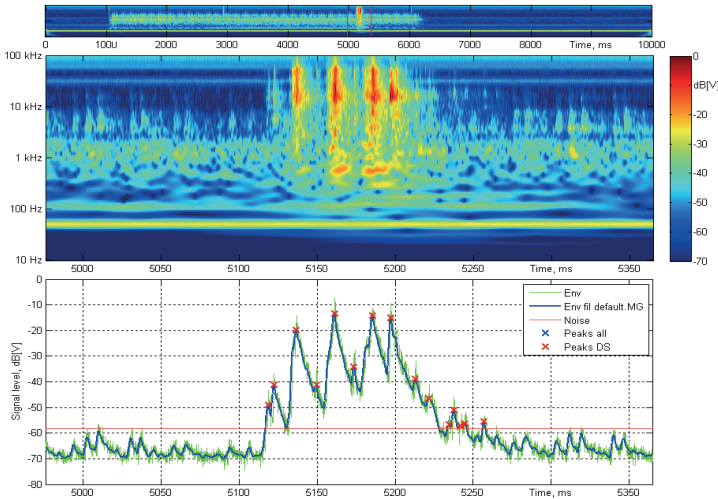 0 1000 2000 3000 4000 5000 6000 7000 8000 Time, ms 10000
100 kHz
10 kHz
1 kHz
100 Hz
10 Hz
5000 5050 5100 5150 5200 5250 Time, ms 5350
0
dB[V]
-10
-20
-30
-40
-50
-60
-70
Signal level, dB[V]
0
-10
-20
-30
-40
-50
-60
-70
-80
Env
Env fil default.MG
Noise
Peaks all
Peaks DS
5000 5050 5100 5150 5200 5250 Time, ms 5350